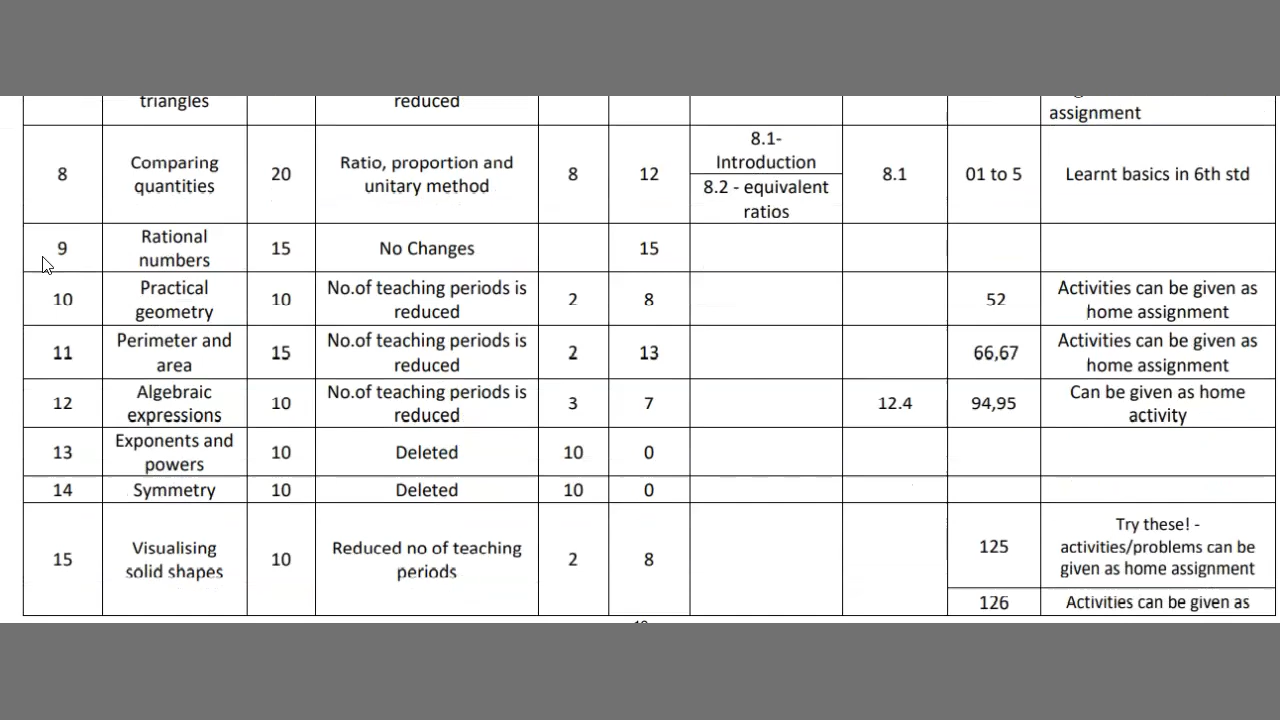 triangles
reduced
assignment
8
Comparing
quantities
20
Ratio, proportion and
unitary method
8
12
8.1-
Introduction
8.2 - equivalent
ratios
8.1
01 to 5
Learnt basics in 6th std
9
Rational
numbers
15
No Changes
15
10
Practical
geometry
10
No.of teaching periods is
reduced
2
8
52
Activities can be given as
home assignment
11
Perimeter and
area
15
No.of teaching periods is
reduced
2
13
66,67
Activities can be given as
home assignment
12
Algebraic
expressions
10
No.of teaching periods is
reduced
3
7
12.4
94,95
Can be given as home
activity
13
Exponents and
powers
10
Deleted
10
0
14
Symmetry
10
Deleted
10
0
15
Visualising
solid shapes
10
Reduced no of teaching
periods
2
8
125
Try these! -
activities/problems can be
given as home assignment
126
Activities can be given as